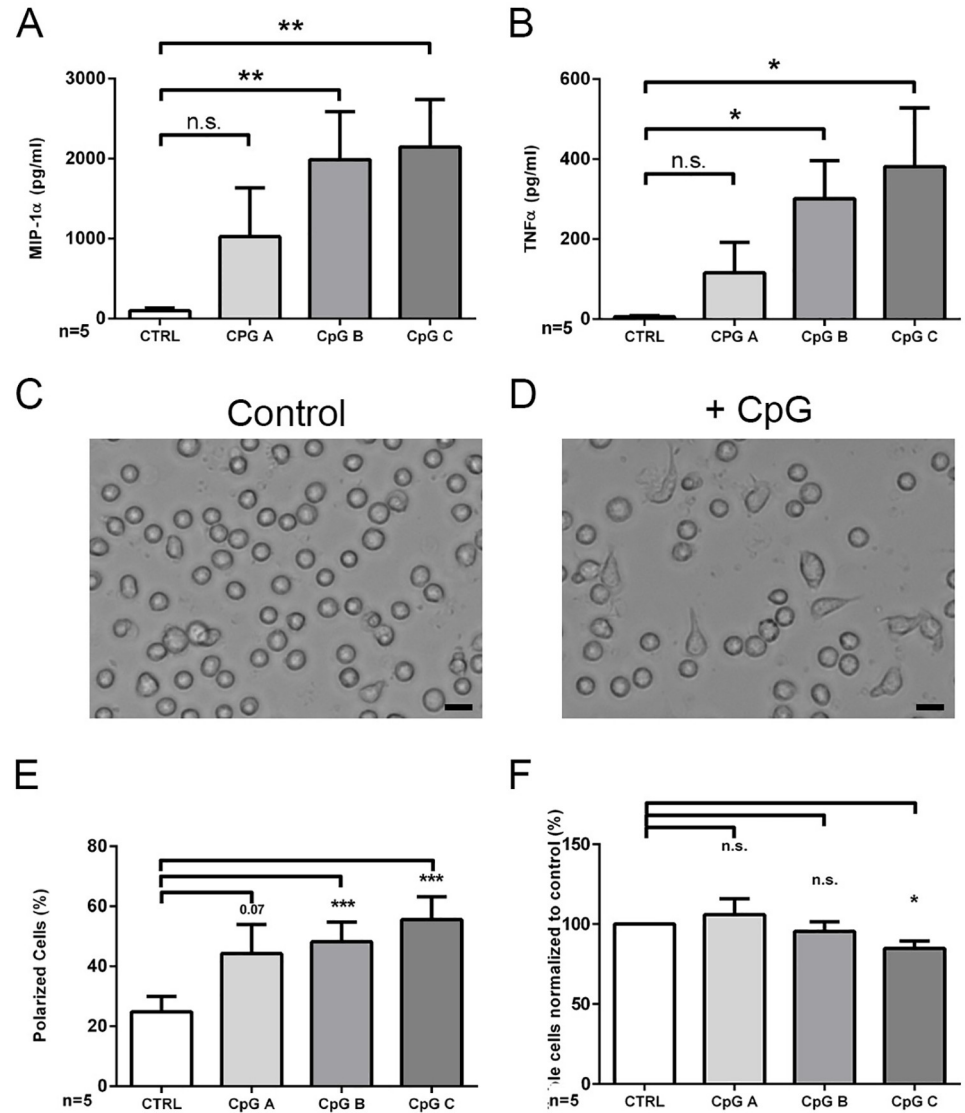 A
**
**
n.s.
3000
2000
1000
0
MIP-1α (pg/ml)
n=5
CTRL CPG A CpG B CpG C
B
*
*
n.s.
600
400
200
0
TNFα (pg/ml)
n=5
CTRL CPG A CpG B CpG C
C
Control
D
+ CpG
E
80
60
40
20
0
Polarized Cells (%)
0.07
***
***
n=5
CTRL CpG A CpG B CpG C
F
150
100
50
0
cells normalized to control (%)
n.s.
n.s.
*
n=5
CTRL CpG A CpG B CpG C